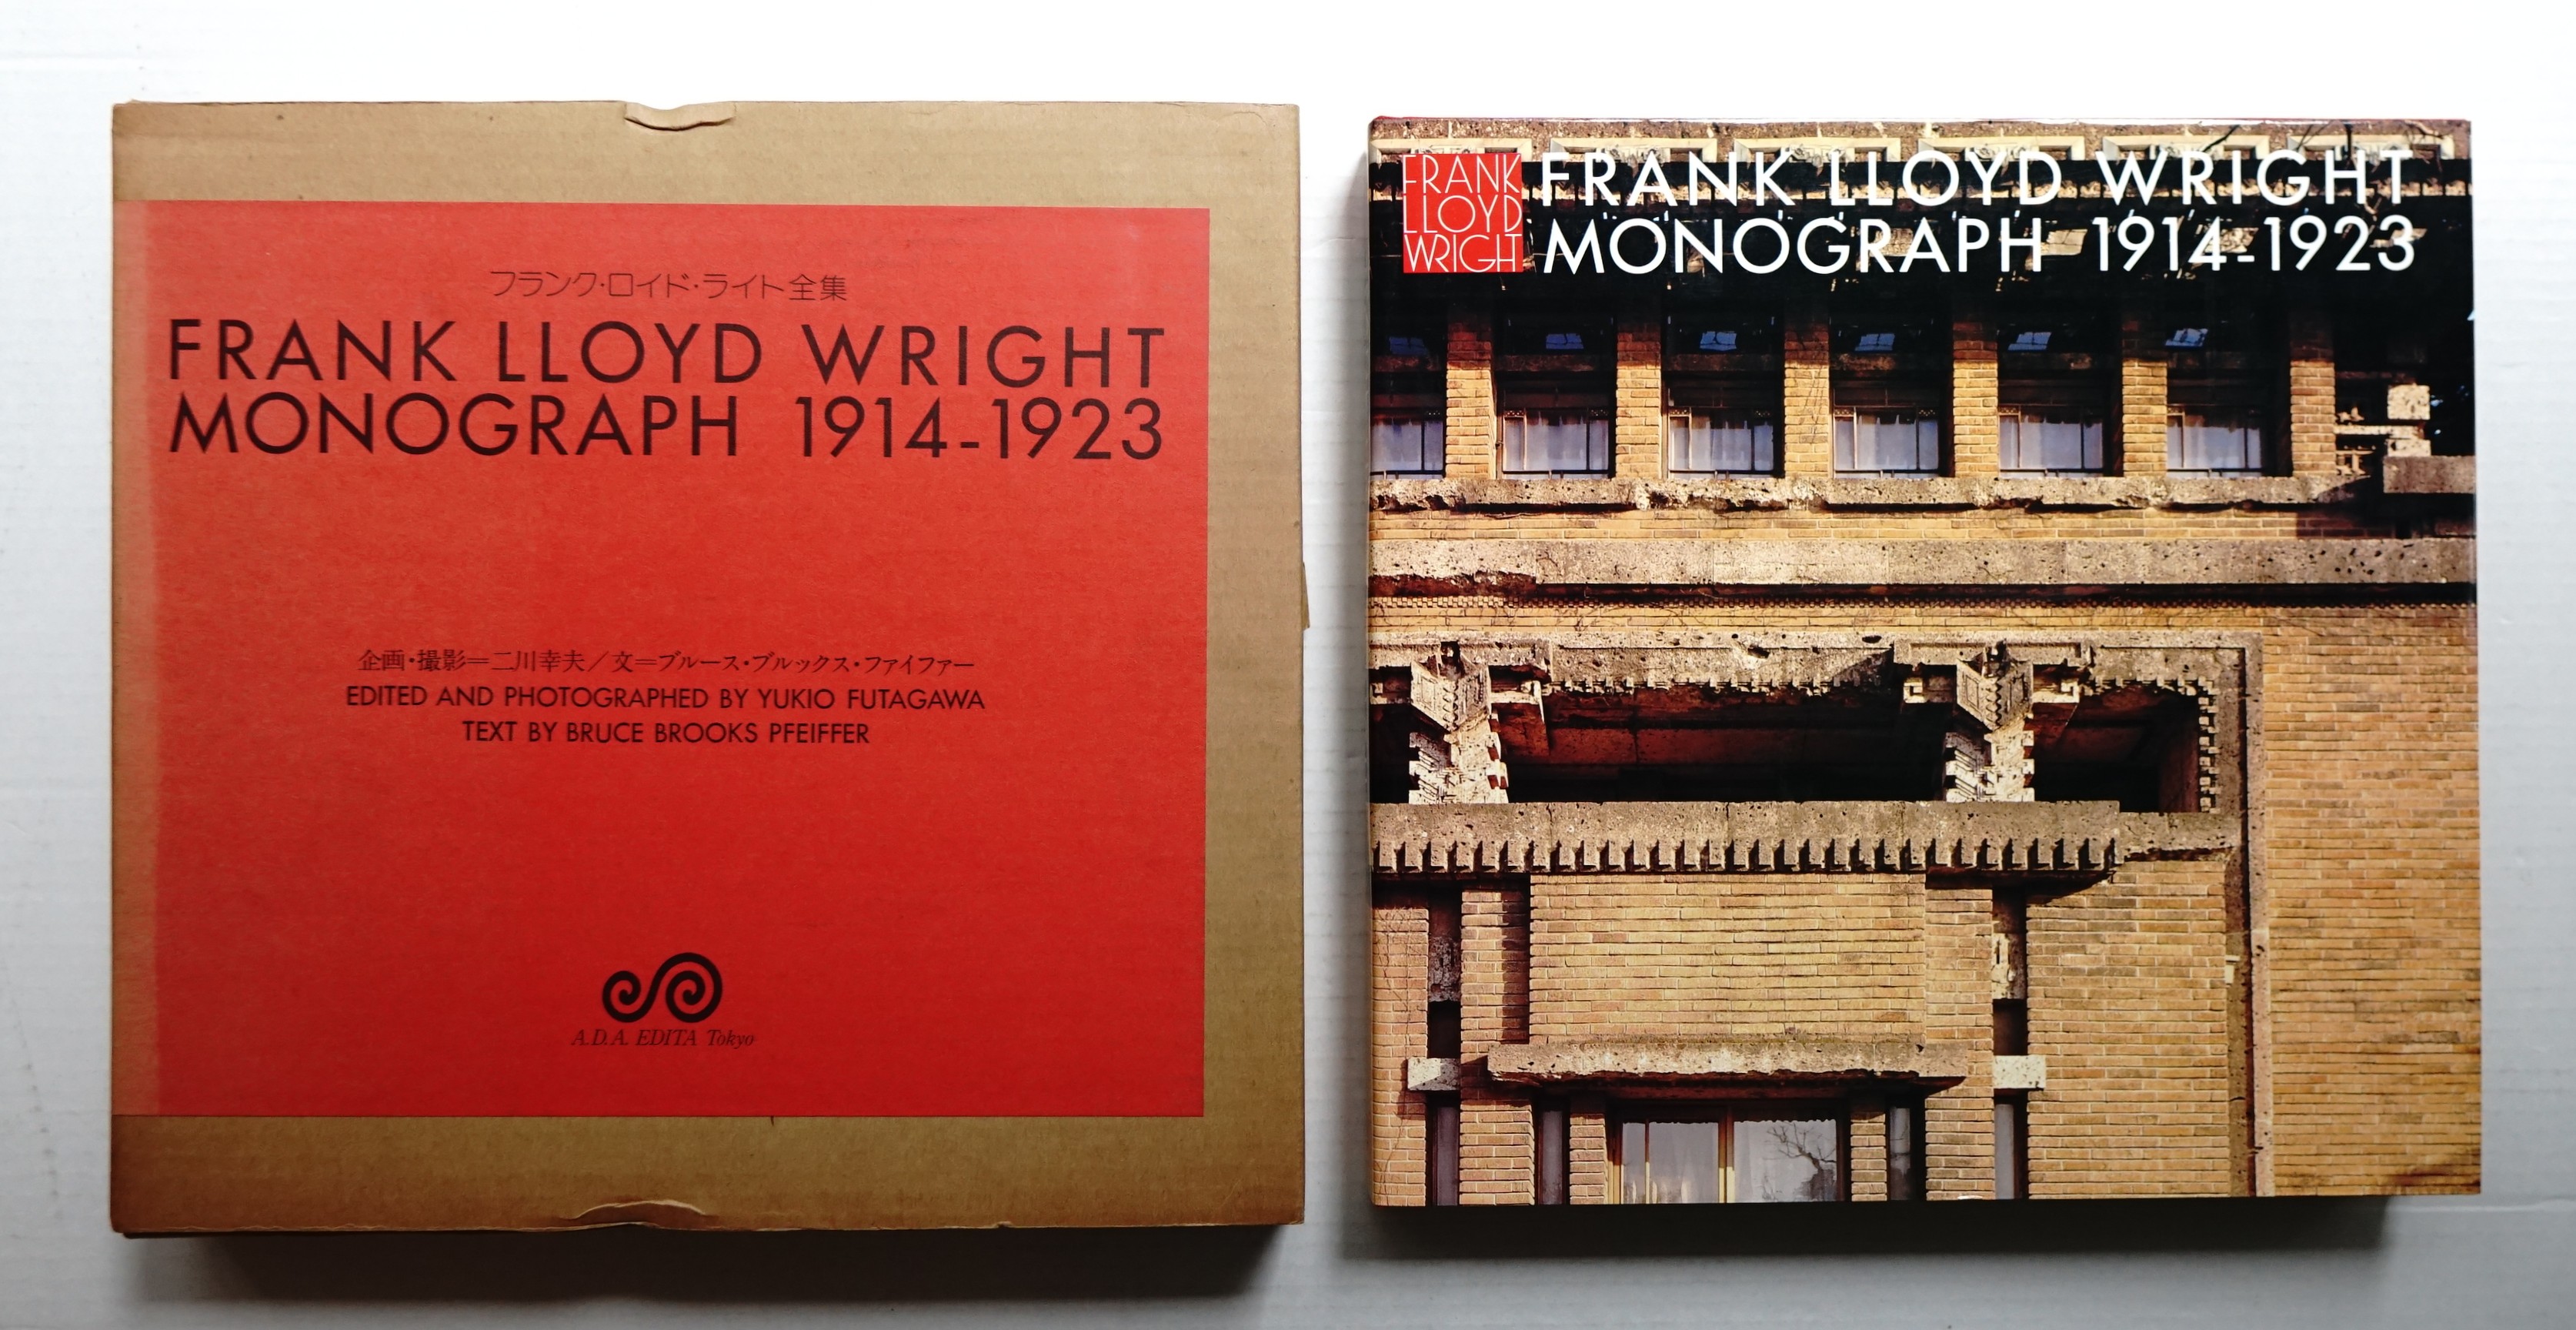 フランク・ロイド・ライト全集
FRANK LLOYD WRIGHT
MONOGRAPH 1914-1923
企画・撮影=二川幸夫/文=ブルース・ブルックス・ファイファー
EDITED AND PHOTOGRAPHED BY YUKIO FUTAGAWA
TEXT BY BRUCE BROOKS PFEIFFER
A.D.A. EDITA Tokyo
FRANK
LLOYD
WRIGHT
FRANK LLOYD WRIGHT
MONOGRAPH 1914-1923